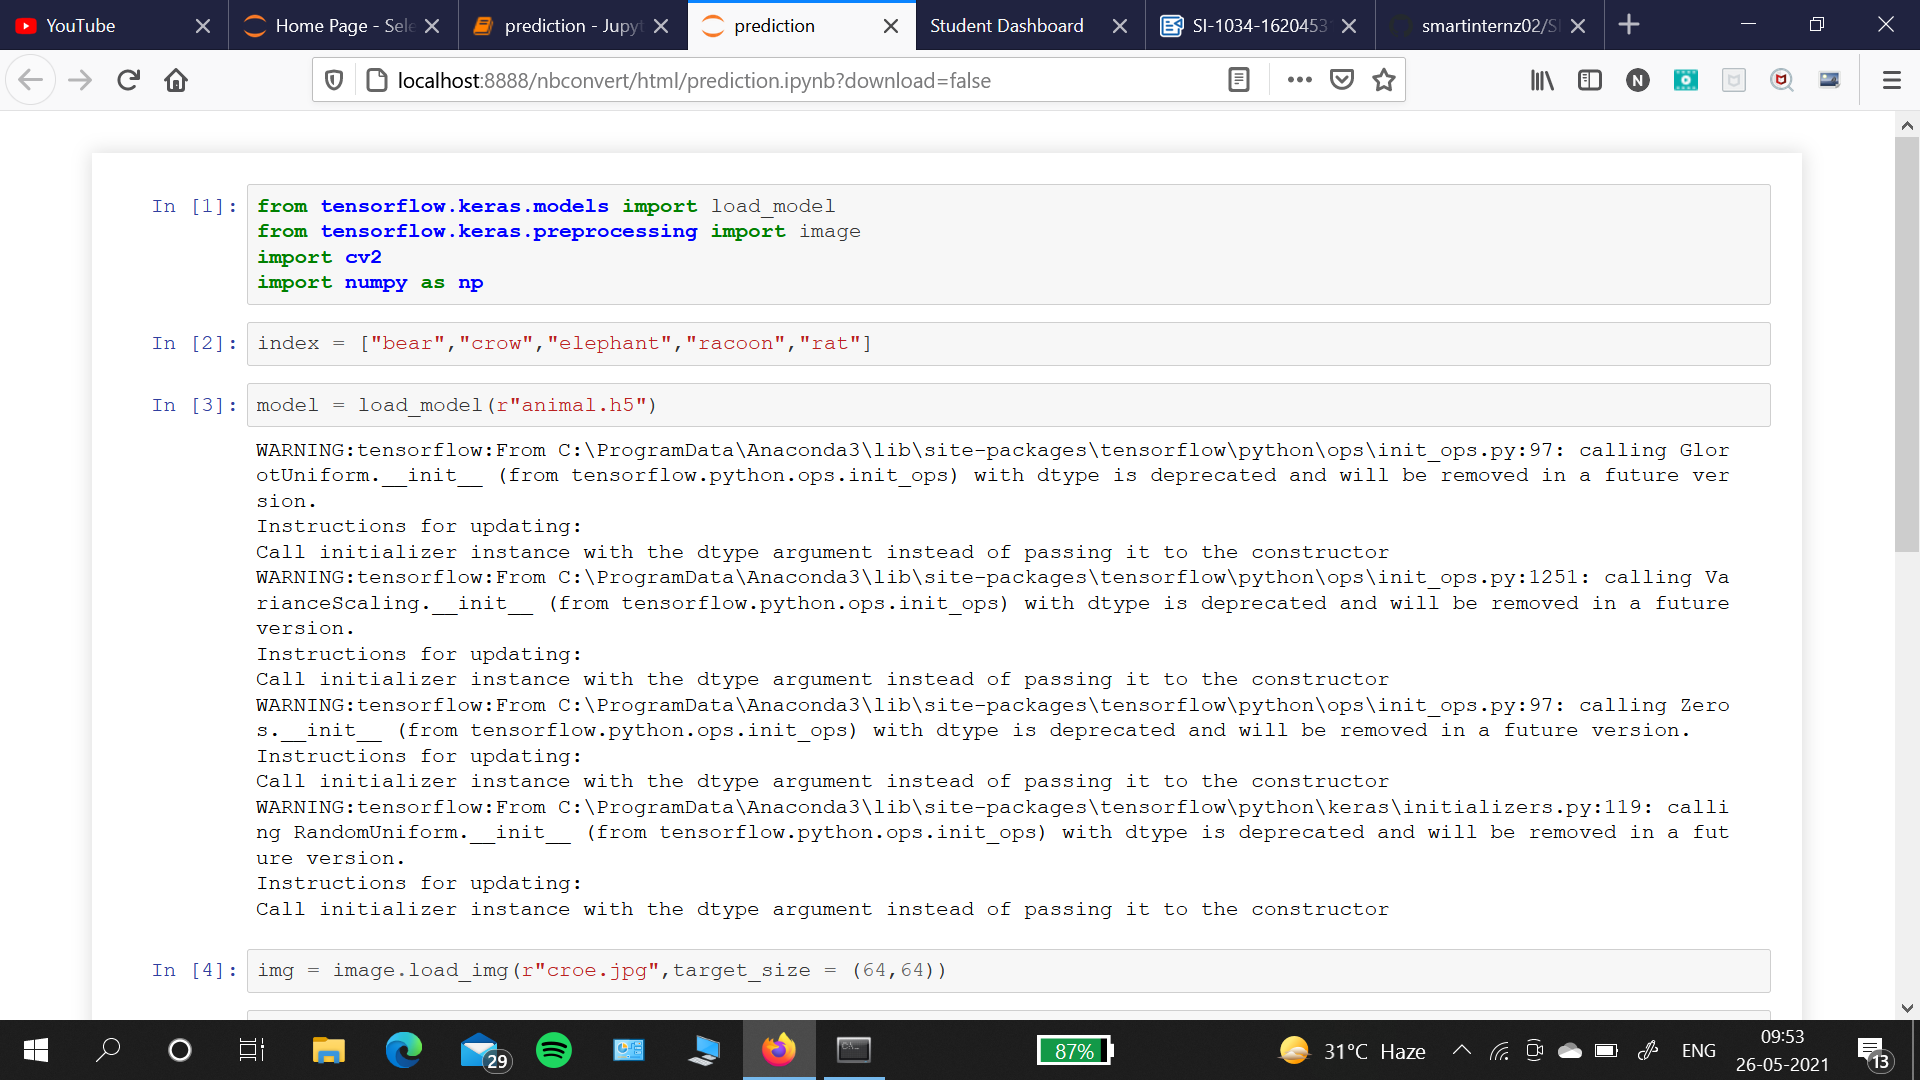 YouTube
Home Page - Sele
prediction - Jupyt
prediction
Student Dashboard
SI-1034-1620453
smartinternz02/SI
localhost:8888/nbconvert/html/prediction.ipynb?download=false
N
In [1]: from tensorflow.keras.models import load_model
from tensorflow.keras.preprocessing import image
import cv2
import numpy as np
In [2]: index = ["bear","crow","elephant","racoon","rat"]
In [3]: model = load_model(r"animal.h5")
WARNING:tensorflow:From C:\ProgramData\Anaconda3\lib\site-packages\tensorflow\python\ops\init_ops.py:97: calling Glor
otUniform.__init__ (from tensorflow.python.ops.init_ops) with dtype is deprecated and will be removed in a future ver
sion.
Instructions for updating:
Call initializer instance with the dtype argument instead of passing it to the constructor
WARNING:tensorflow:From C:\ProgramData\Anaconda3\lib\site-packages\tensorflow\python\ops\init_ops.py:1251: calling Va
rianceScaling.__init__ (from tensorflow.python.ops.init_ops) with dtype is deprecated and will be removed in a future
version.
Instructions for updating:
Call initializer instance with the dtype argument instead of passing it to the constructor
WARNING:tensorflow:From C:\ProgramData\Anaconda3\lib\site-packages\tensorflow\python\ops\init_ops.py:97: calling Zero
s.__init__ (from tensorflow.python.ops.init_ops) with dtype is deprecated and will be removed in a future version.
Instructions for updating:
Call initializer instance with the dtype argument instead of passing it to the constructor
WARNING:tensorflow:From C:\ProgramData\Anaconda3\lib\site-packages\tensorflow\python\keras\initializers.py:119: calli
ng RandomUniform.__init__ (from tensorflow.python.ops.init_ops) with dtype is deprecated and will be removed in a fut
ure version.
Instructions for updating:
Call initializer instance with the dtype argument instead of passing it to the constructor
In [4]: img = image.load_img(r"croe.jpg",target_size = (64,64))
29
87%
31°C Haze
ENG
09:53
26-05-2021
13